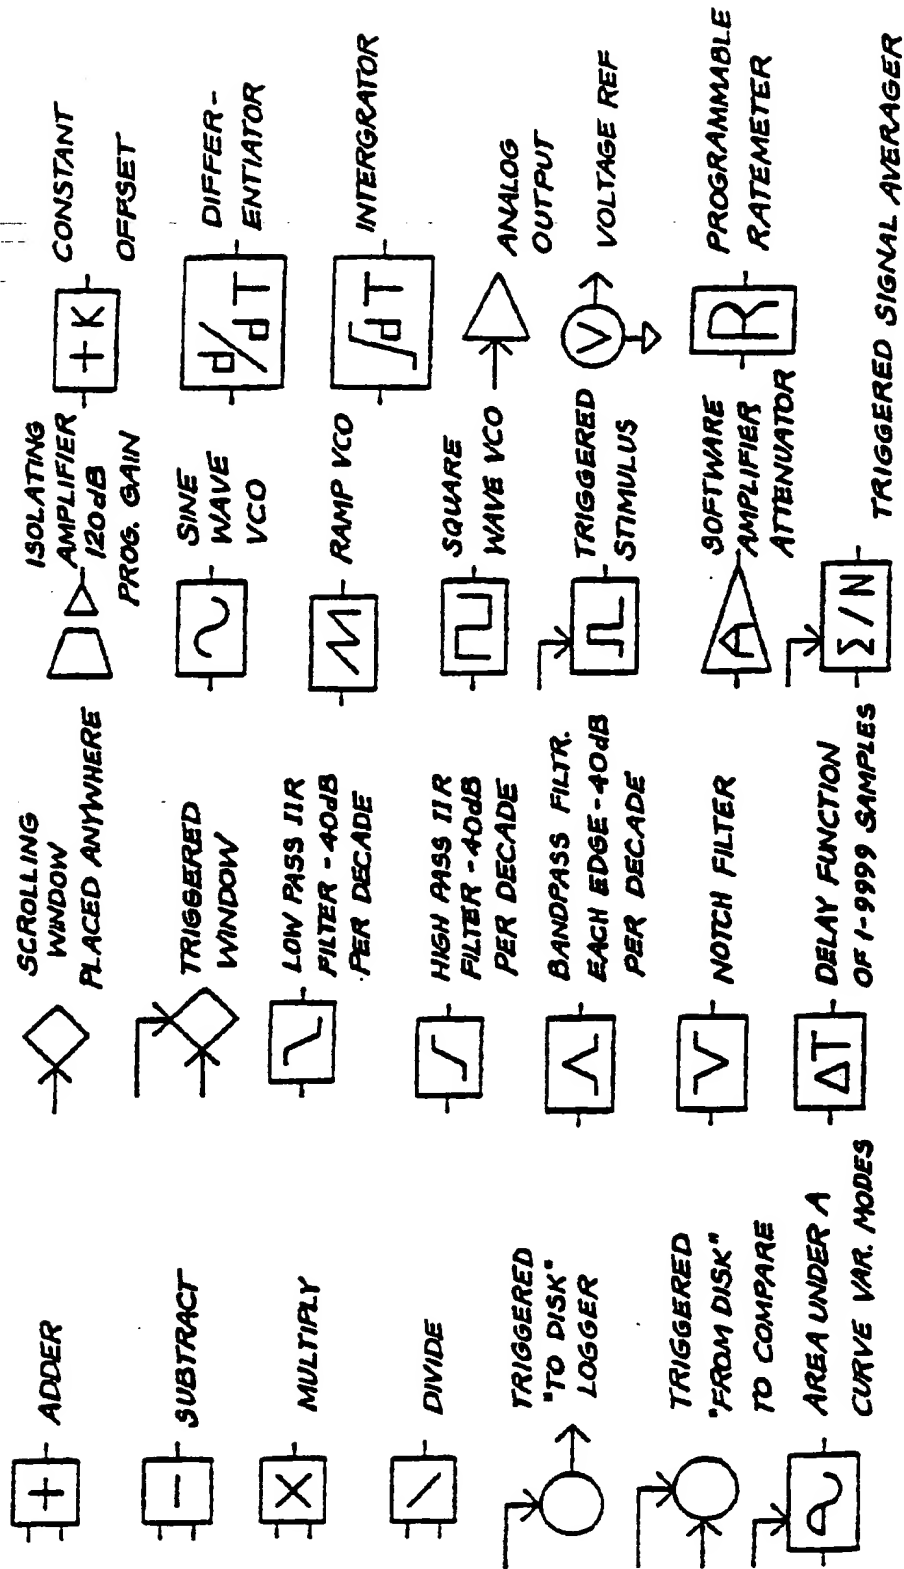 + ADDER
− SUBTRACT
× MULTIPLY
\ DIVIDE
TRIGGERED
"TO DISK"
LOGGER
TRIGGERED
"FROM DISK"
TO COMPARE
AREA UNDER A
CURVE VAR. MODES
SCROLLING
WINDOW
PLACED ANYWHERE
TRIGGERED
WINDOW
LOW PASS IIR
FILTER - 40dB
PER DECADE
HIGH PASS IIR
FILTER - 40dB
PER DECADE
BANDPASS FILTR.
EACH EDGE - 40dB
PER DECADE
NOTCH FILTER
ΔT DELAY FUNCTION
OF 1-9999 SAMPLES
ISOLATING
AMPLIFIER
120dB
PROG. GAIN
SINE
WAVE
VCO
RAMP VCO
SQUARE
WAVE VCO
TRIGGERED
STIMULUS
A
SOFTWARE
AMPLIFIER
ATTENUATOR
Σ/N TRIGGERED SIGNAL AVERAGER
+K
CONSTANT
OFFSET
d/dT
DIFFER-
ENTIATOR
∫dT INTERGRATOR
ANALOG
OUTPUT
V VOLTAGE REF
R
PROGRAMMABLE
RATEMETER